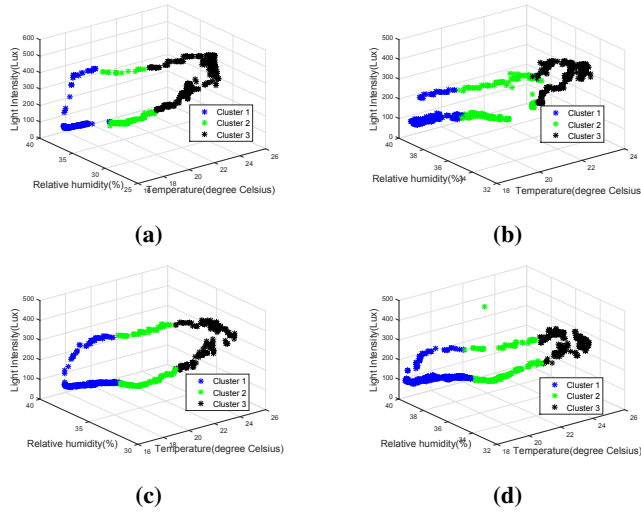 600
500
400
300
200
100
0
Light Intensity(Lux)
40
35
30
25
Relative humidity(%)
18
20
22
24
26
Temperature(degree Celsius)
Cluster 1
Cluster 2
Cluster 3
(a)
500
400
300
200
100
0
Light Intensity(Lux)
40
38
36
34
32
Relative humidity(%)
18
20
22
24
Temperature(degree Celsius)
Cluster 1
Cluster 2
Cluster 3
(b)
500
400
300
200
100
0
Light Intensity(Lux)
40
35
30
Relative humidity(%)
16
18
20
22
24
26
Temperature(degree Celsius)
Cluster 1
Cluster 2
Cluster 3
(c)
500
400
300
200
100
0
Light Intensity(Lux)
40
38
36
34
32
Relative humidity(%)
18
20
22
24
26
Temperature(degree Celsius)
Cluster 1
Cluster 2
Cluster 3
(d)